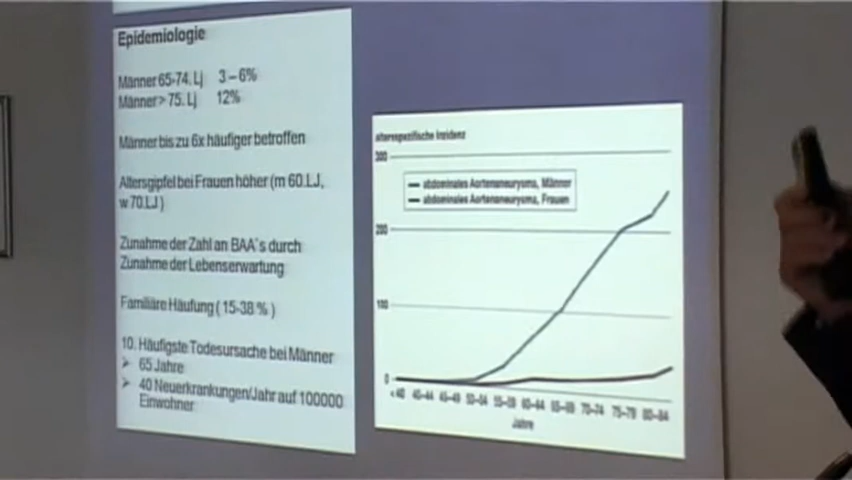 Epidemiologie
Männer 65-74. Lj 3 – 6%
Männer > 75. Lj 12%
Männer bis zu 6x häufiger betroffen
Altersgipfel bei Frauen höher (m 60.LJ,
w 70.LJ )
Zunahme der Zahl an BAA´s durch
Zunahme der Lebenserwartung
Familiäre Häufung ( 15-38 % )
10. Häufigste Todesursache bei Männer
➢ 65 Jahre
➢ 40 Neuerkrankungen/Jahr auf 100000
Einwohner
altersspezifische Inzidenz
300
abdominales Aortenaneurysma, Männer
abdominales Aortenaneurysma, Frauen
200
100
0
< 40 40–44 45–49 50–54 55–59 60–64 65–69 70–74 75–79 80–84
Jahre